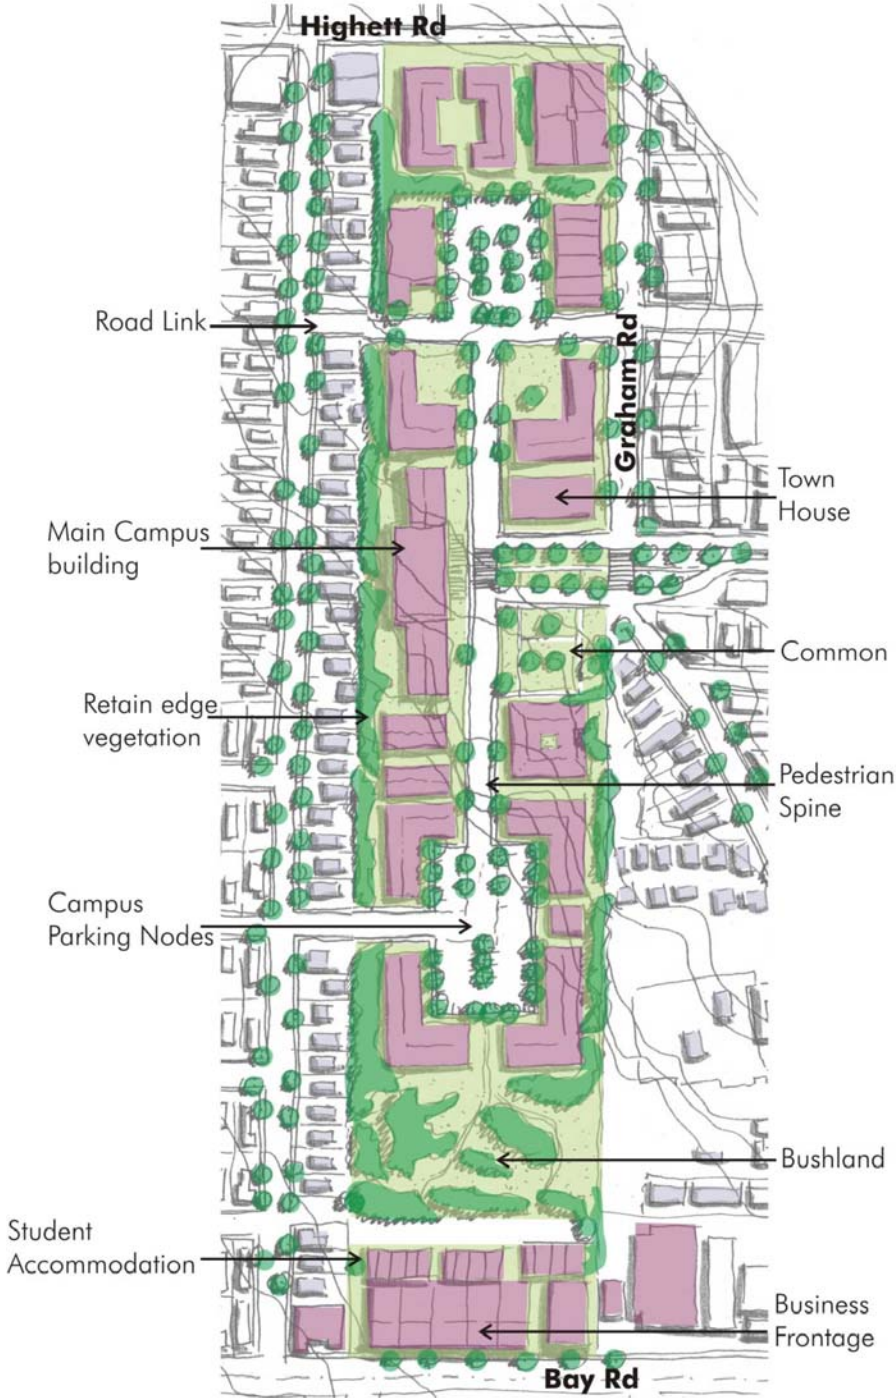 Highett Rd
Road Link
Graham Rd
Town
House
Main Campus
building
Common
Retain edge
vegetation
Pedestrian
Spine
Campus
Parking Nodes
Bushland
Student
Accommodation
Business
Frontage
Bay Rd